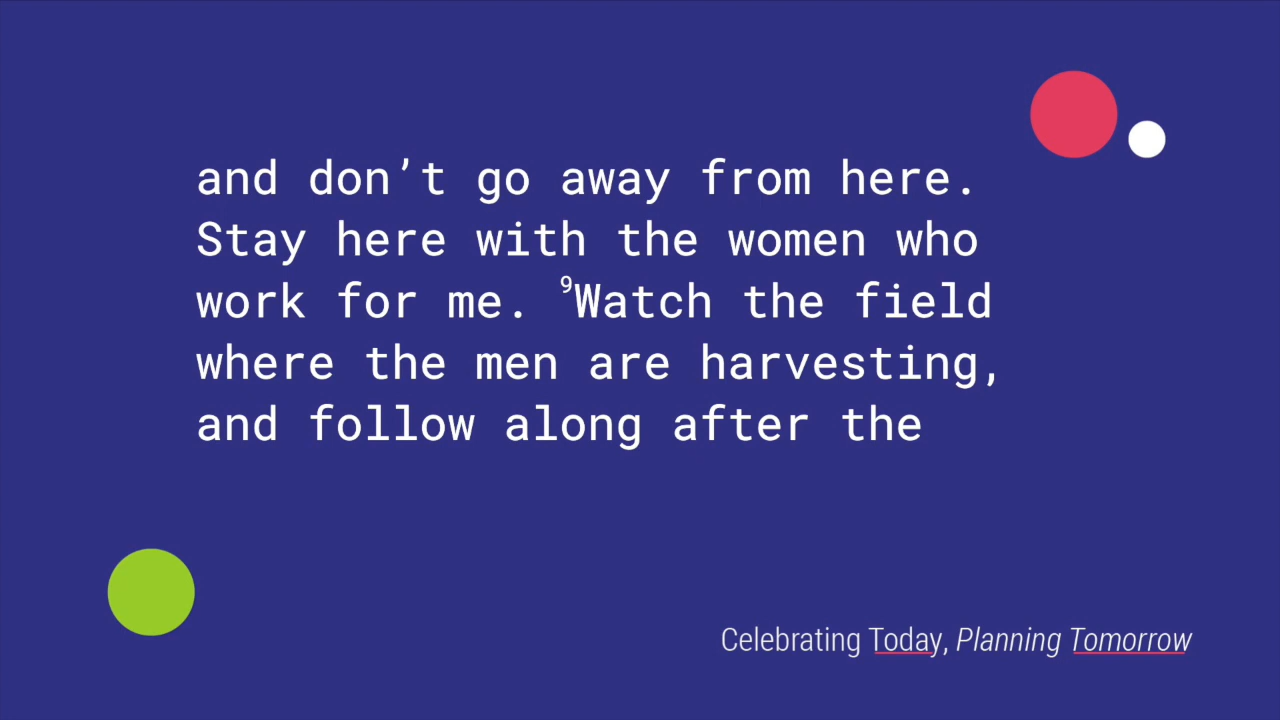 and don’t go away from here.
Stay here with the women who
work for me. ⁹Watch the field
where the men are harvesting,
and follow along after the
Celebrating Today, Planning Tomorrow